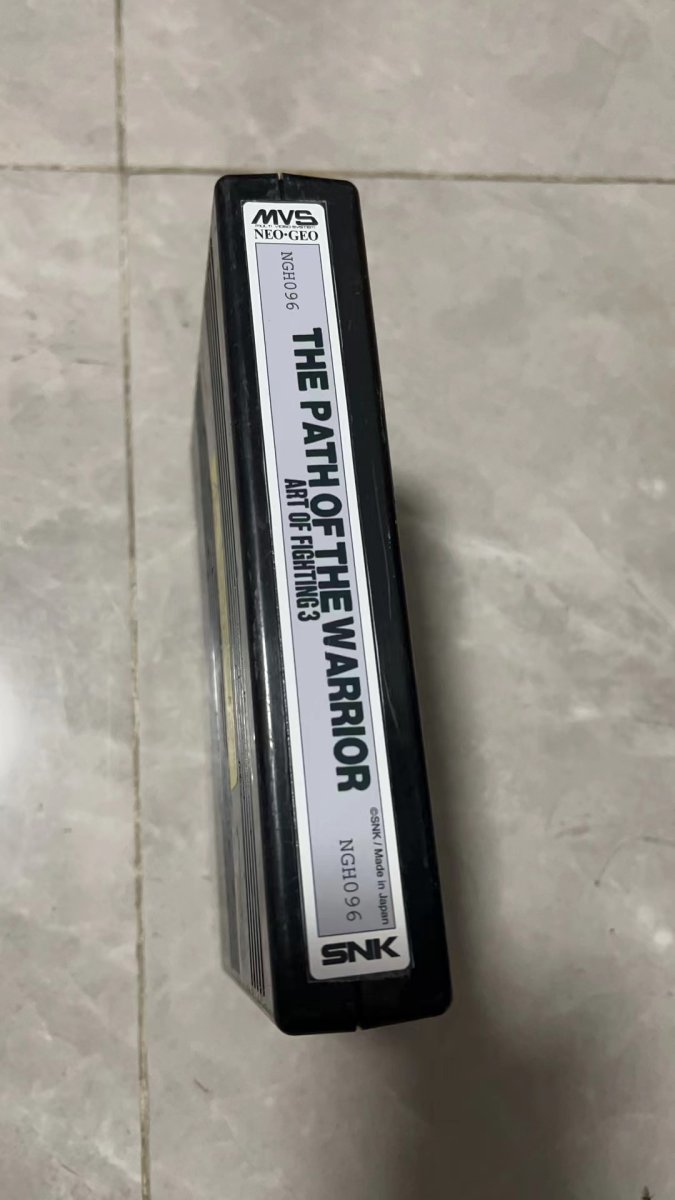 MVS
MULTI VIDEO SYSTEM
NEO•GEO
NGH096
THE PATH OF THE WARRIOR
ART OF FIGHTING 3
©SNK / Made in Japan
NGH096
SNK